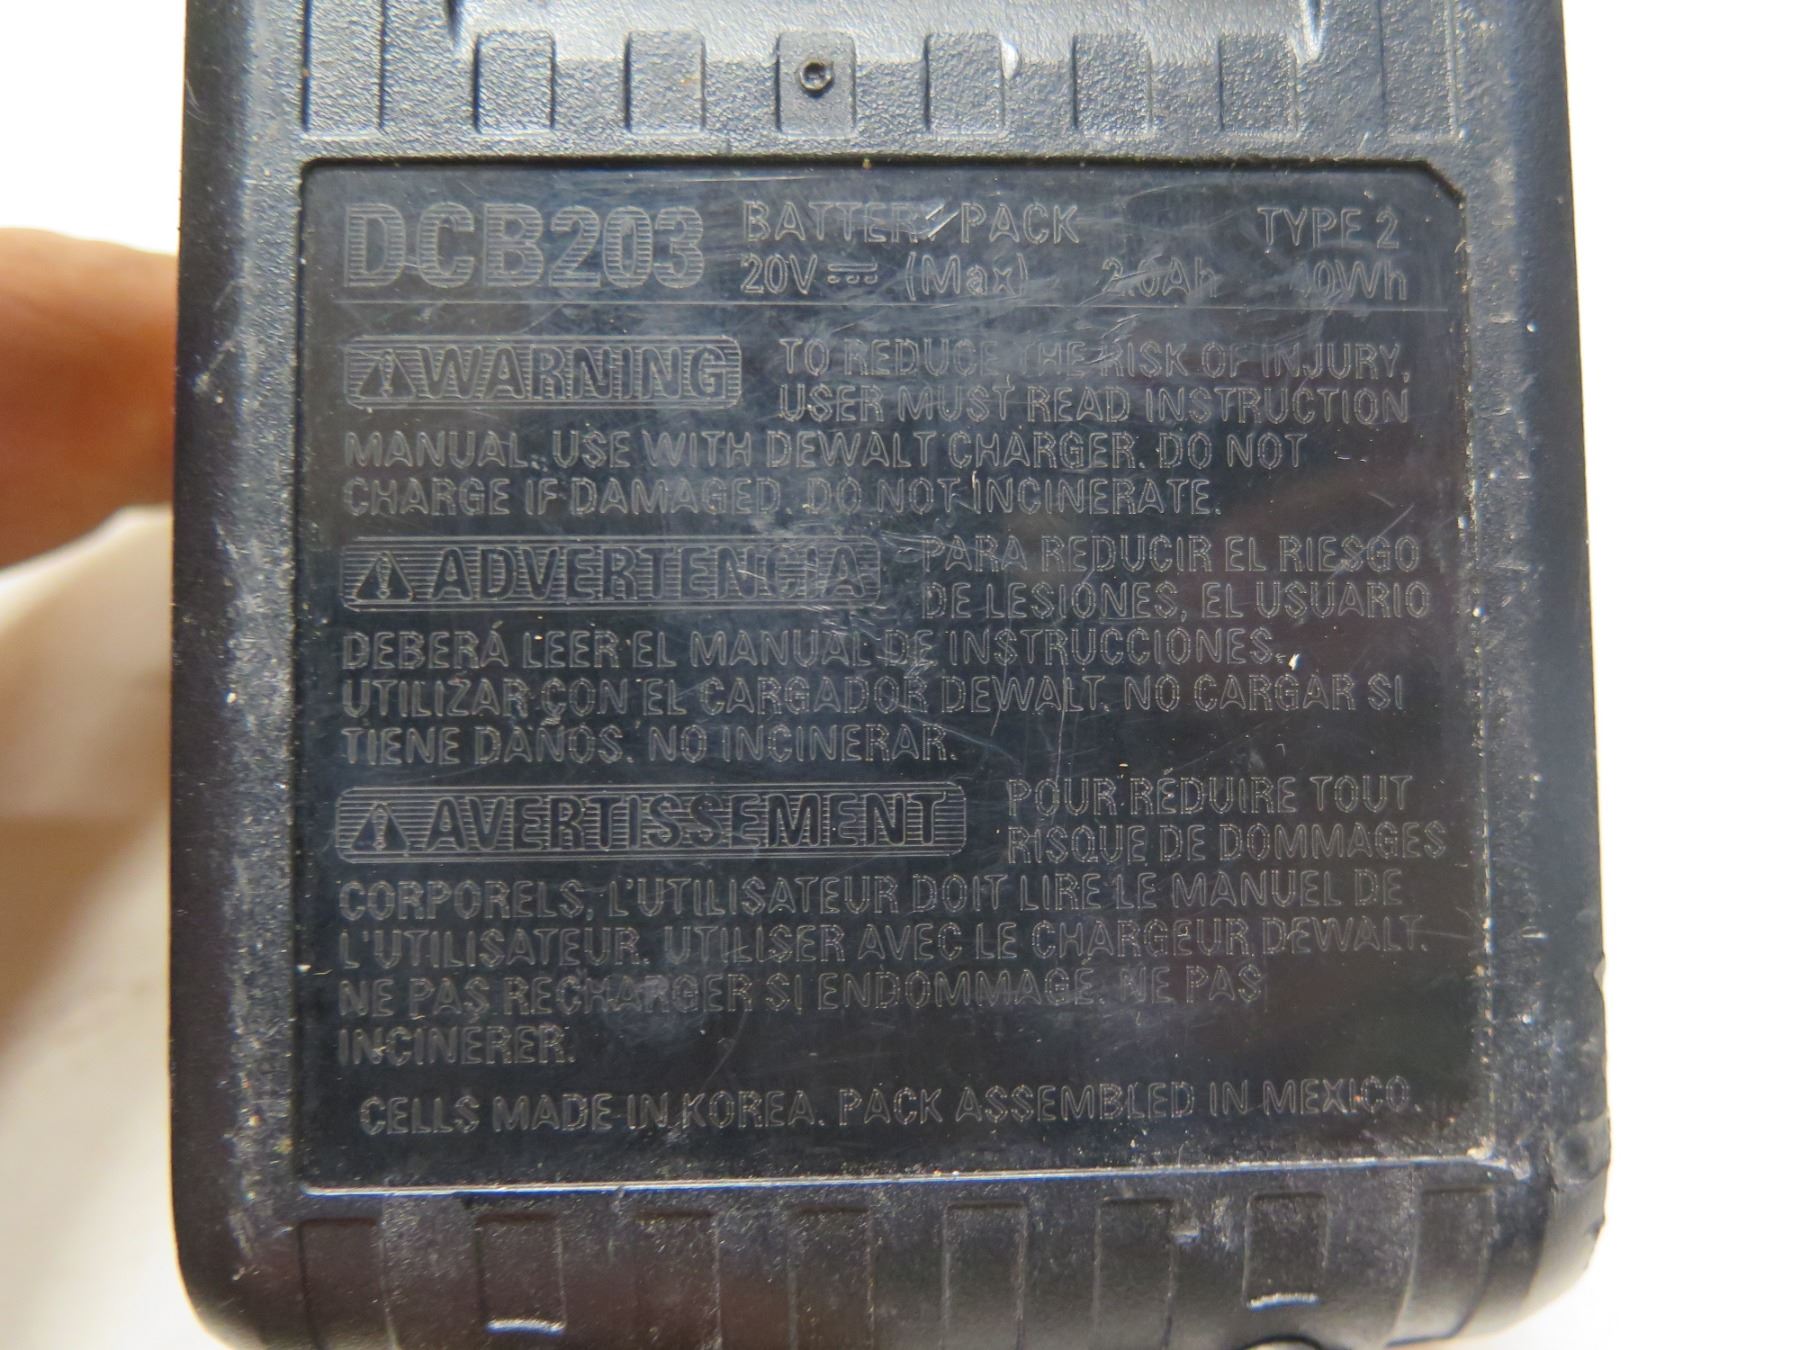 DCB203 BATTERY PACK TYPE 2
20V (Max) 2.0Ah 40Wh
WARNING TO REDUCE THE RISK OF INJURY,
USER MUST READ INSTRUCTION
MANUAL. USE WITH DEWALT CHARGER. DO NOT
CHARGE IF DAMAGED. DO NOT INCINERATE.
ADVERTENCIA PARA REDUCIR EL RIESGO
DE LESIONES, EL USUARIO
DEBERÁ LEER EL MANUAL DE INSTRUCCIONES.
UTILIZAR CON EL CARGADOR DEWALT. NO CARGAR SI
TIENE DAÑOS. NO INCINERAR.
AVERTISSEMENT POUR RÉDUIRE TOUT
RISQUE DE DOMMAGES
CORPORELS, L'UTILISATEUR DOIT LIRE LE MANUEL DE
L'UTILISATEUR. UTILISER AVEC LE CHARGEUR DEWALT.
NE PAS RECHARGER SI ENDOMMAGÉ. NE PAS
INCINÉRER.
CELLS MADE IN KOREA. PACK ASSEMBLED IN MEXICO.